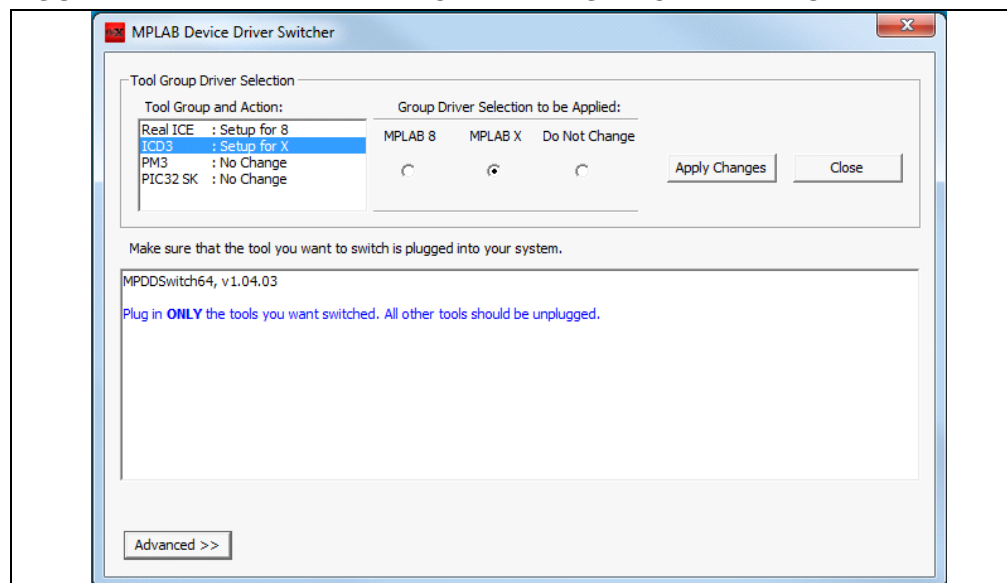 MPLAB Device Driver Switcher
Tool Group Driver Selection
Tool Group and Action:
Group Driver Selection to be Applied:
Real ICE : Setup for 8
ICD3 : Setup for X
PM3 : No Change
PIC32 SK : No Change
MPLAB 8 MPLAB X Do Not Change
Apply Changes Close
Make sure that the tool you want to switch is plugged into your system.
MPDDSwitch64, v1.04.03
Plug in ONLY the tools you want switched. All other tools should be unplugged.
Advanced >>